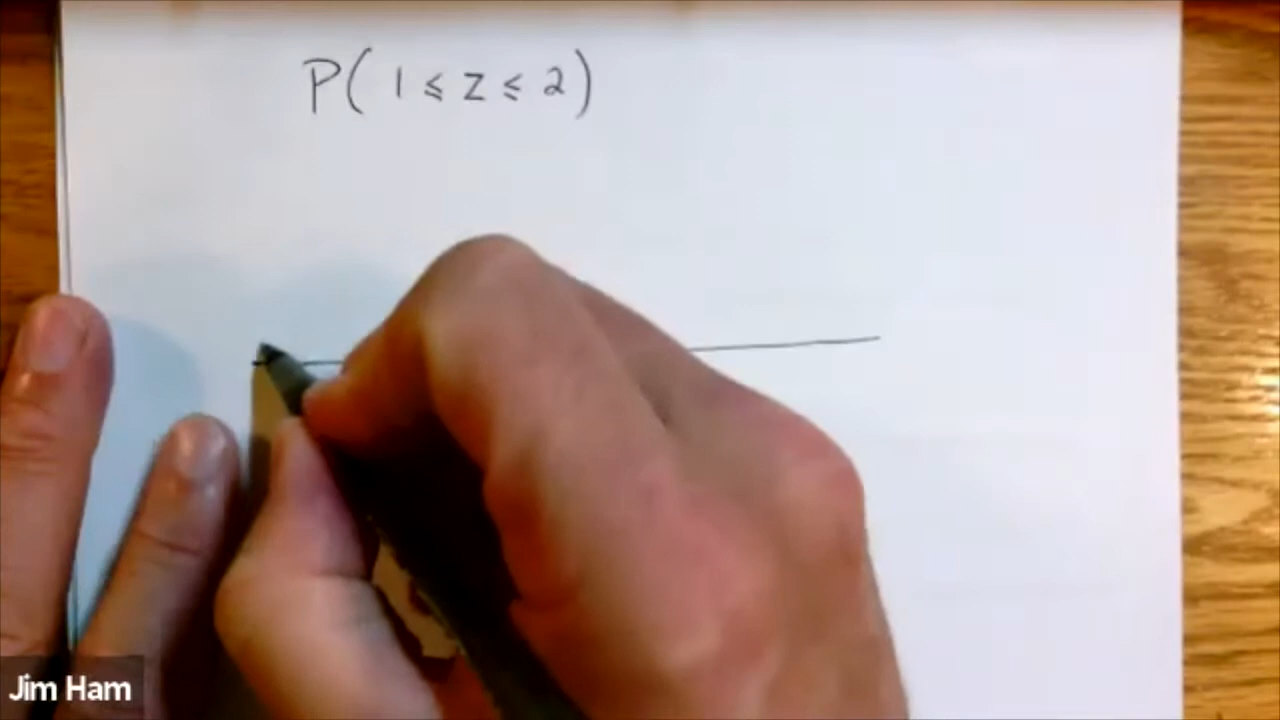 P( 1 ≤ Z ≤ 2)
Jim Ham